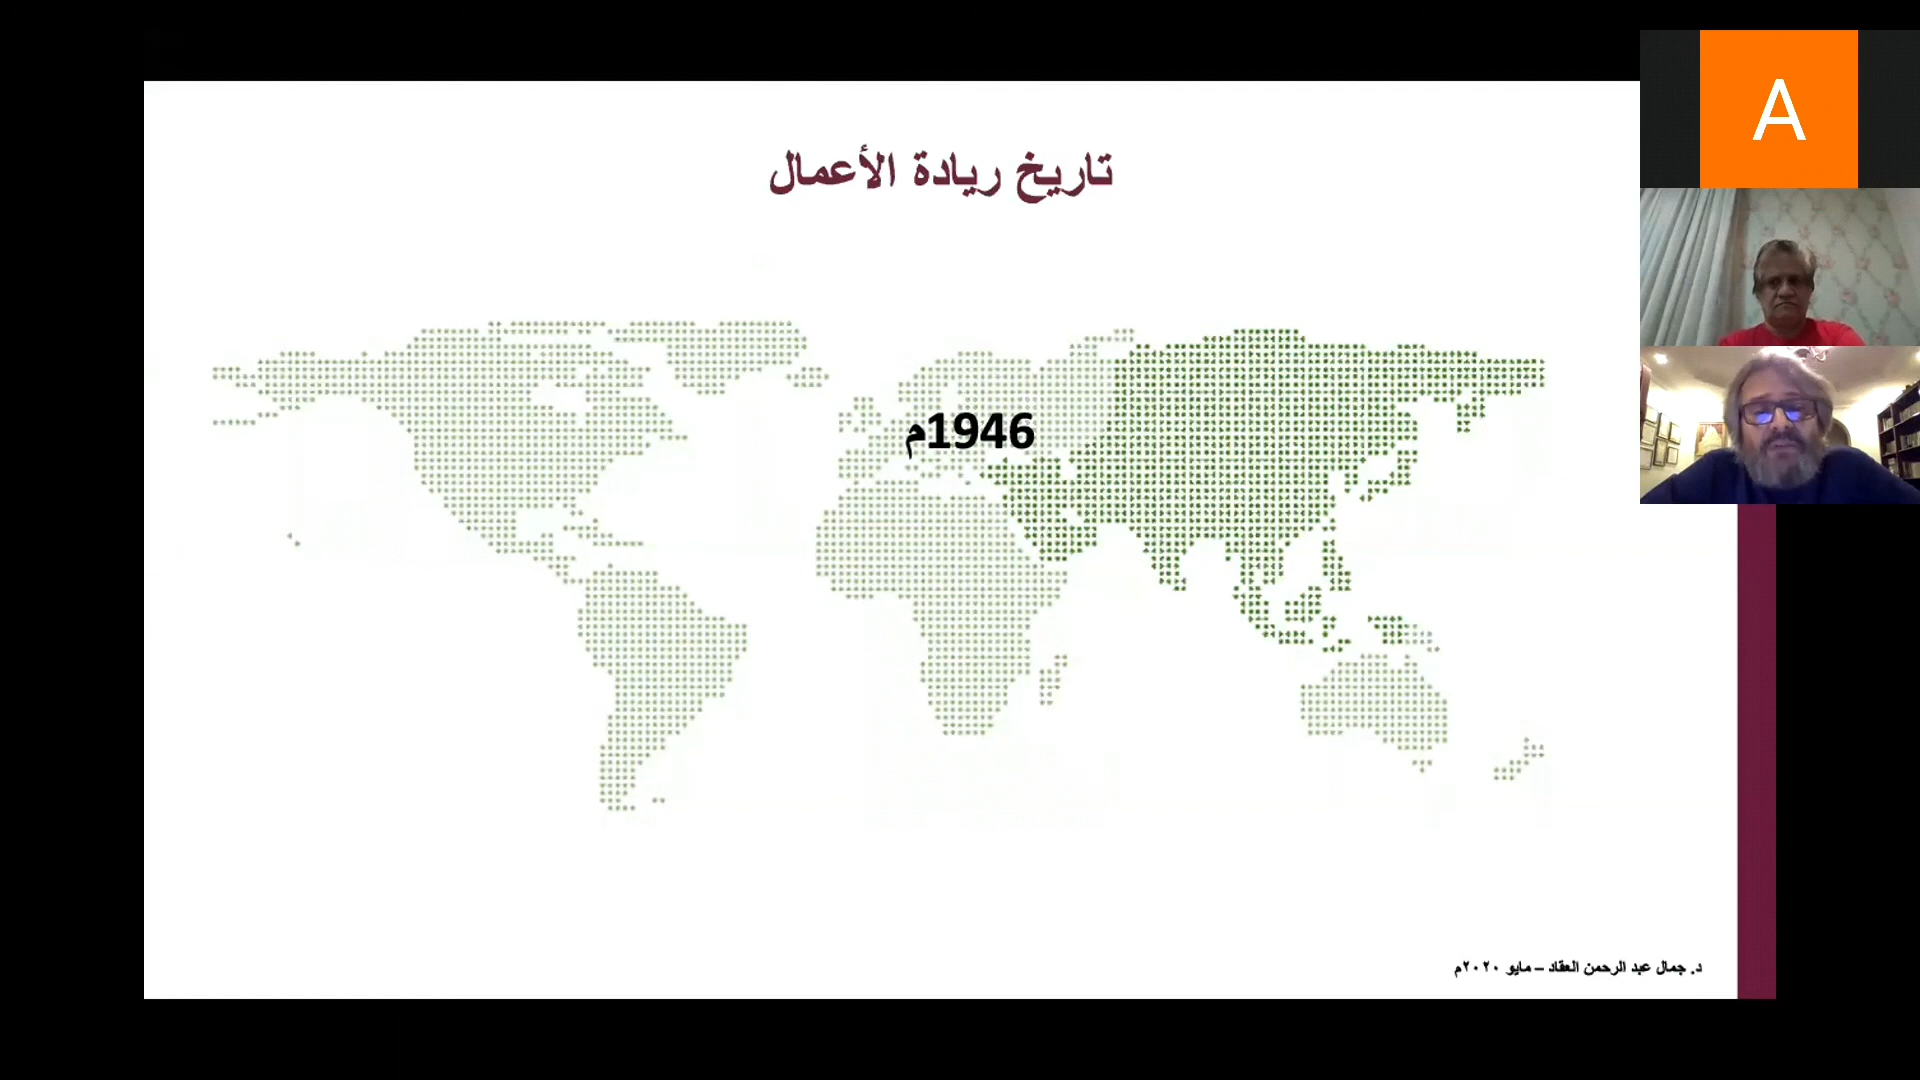 تاريخ ريادة الأعمال
A
1946م
د. جمال عبد الرحمن العقاد – مايو ٢٠٢٠م